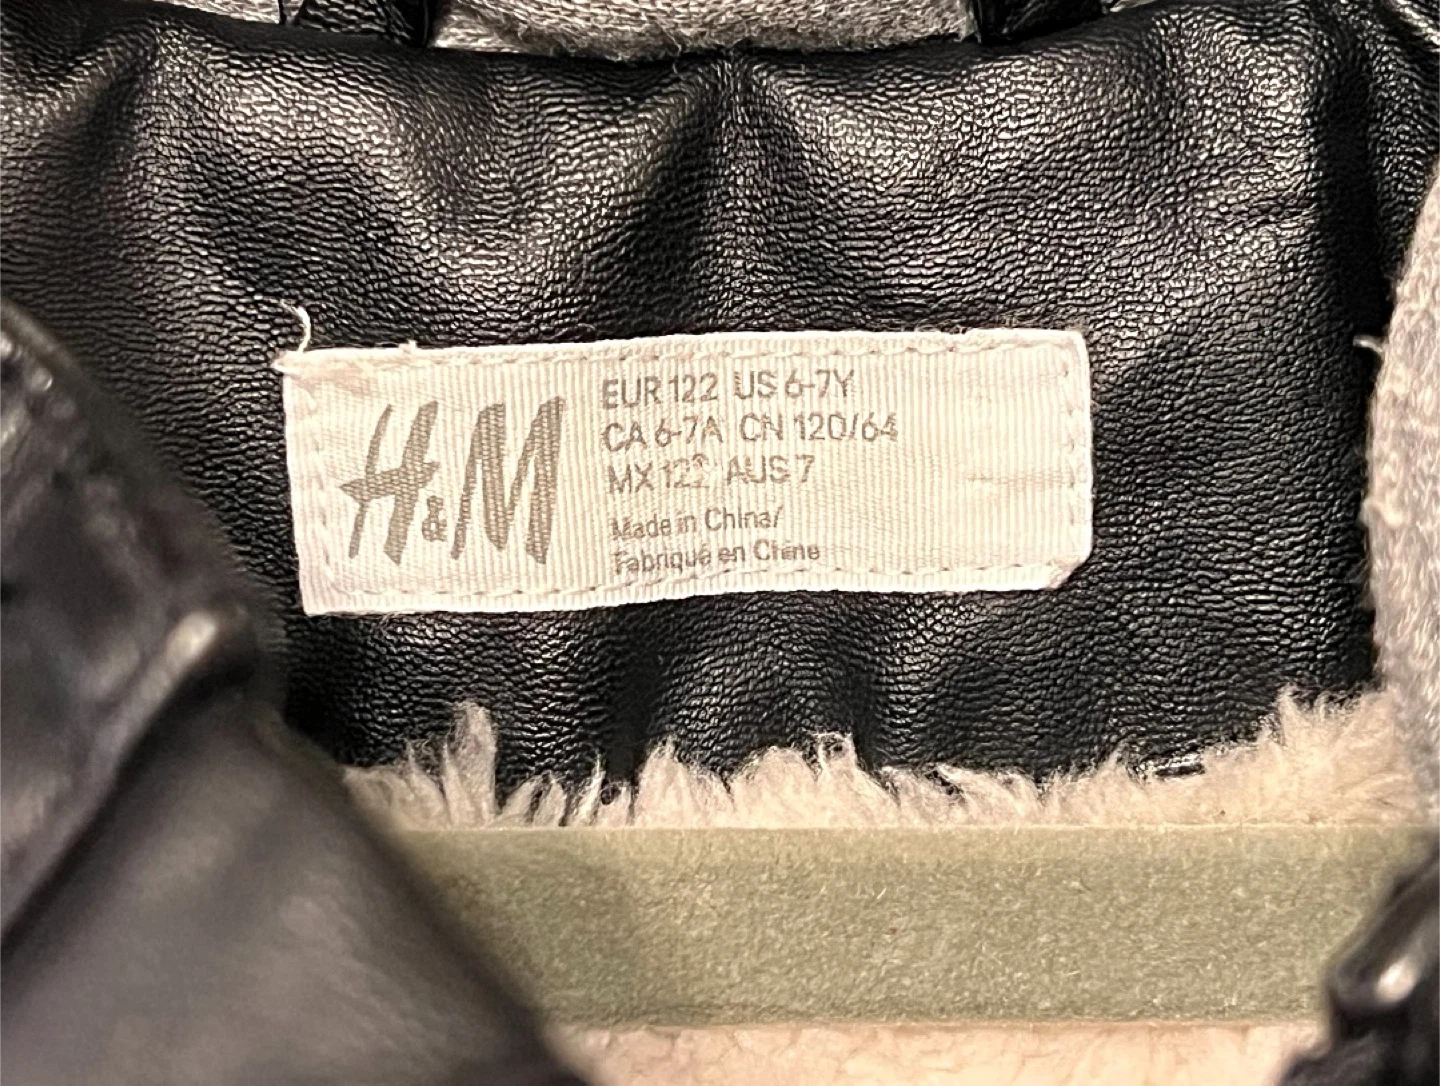 H&M
EUR 122 US 6-7Y
CA 6-7A CN 120/64
MX 122 AUS 7
Made in China/
Fabriqué en Chine